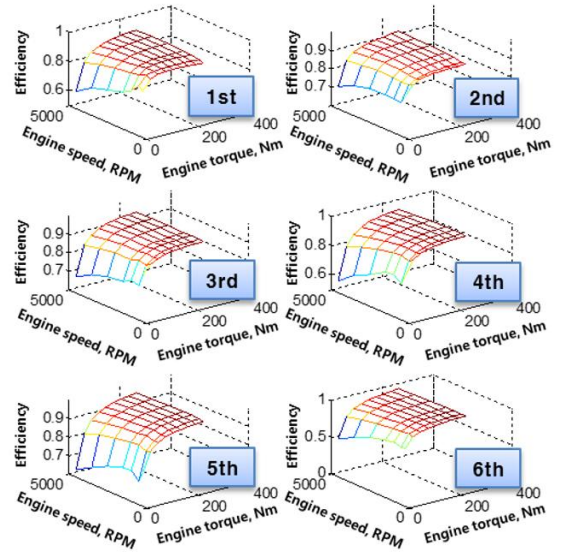 1
0.8
0.6
Efficiency
5000
0
Engine speed, RPM
0
200
400
Engine torque, Nm
1st
0.9
0.8
0.7
Efficiency
5000
0
Engine speed, RPM
0
200
400
Engine torque, Nm
2nd
0.9
0.8
0.7
Efficiency
5000
0
Engine speed, RPM
0
200
400
Engine torque, Nm
3rd
1
0.8
0.6
Efficiency
5000
0
Engine speed, RPM
0
200
400
Engine torque, Nm
4th
0.9
0.8
0.7
Efficiency
5000
0
Engine speed, RPM
0
200
400
Engine torque, Nm
5th
1
0.5
0
Efficiency
5000
0
Engine speed, RPM
0
200
400
Engine torque, Nm
6th